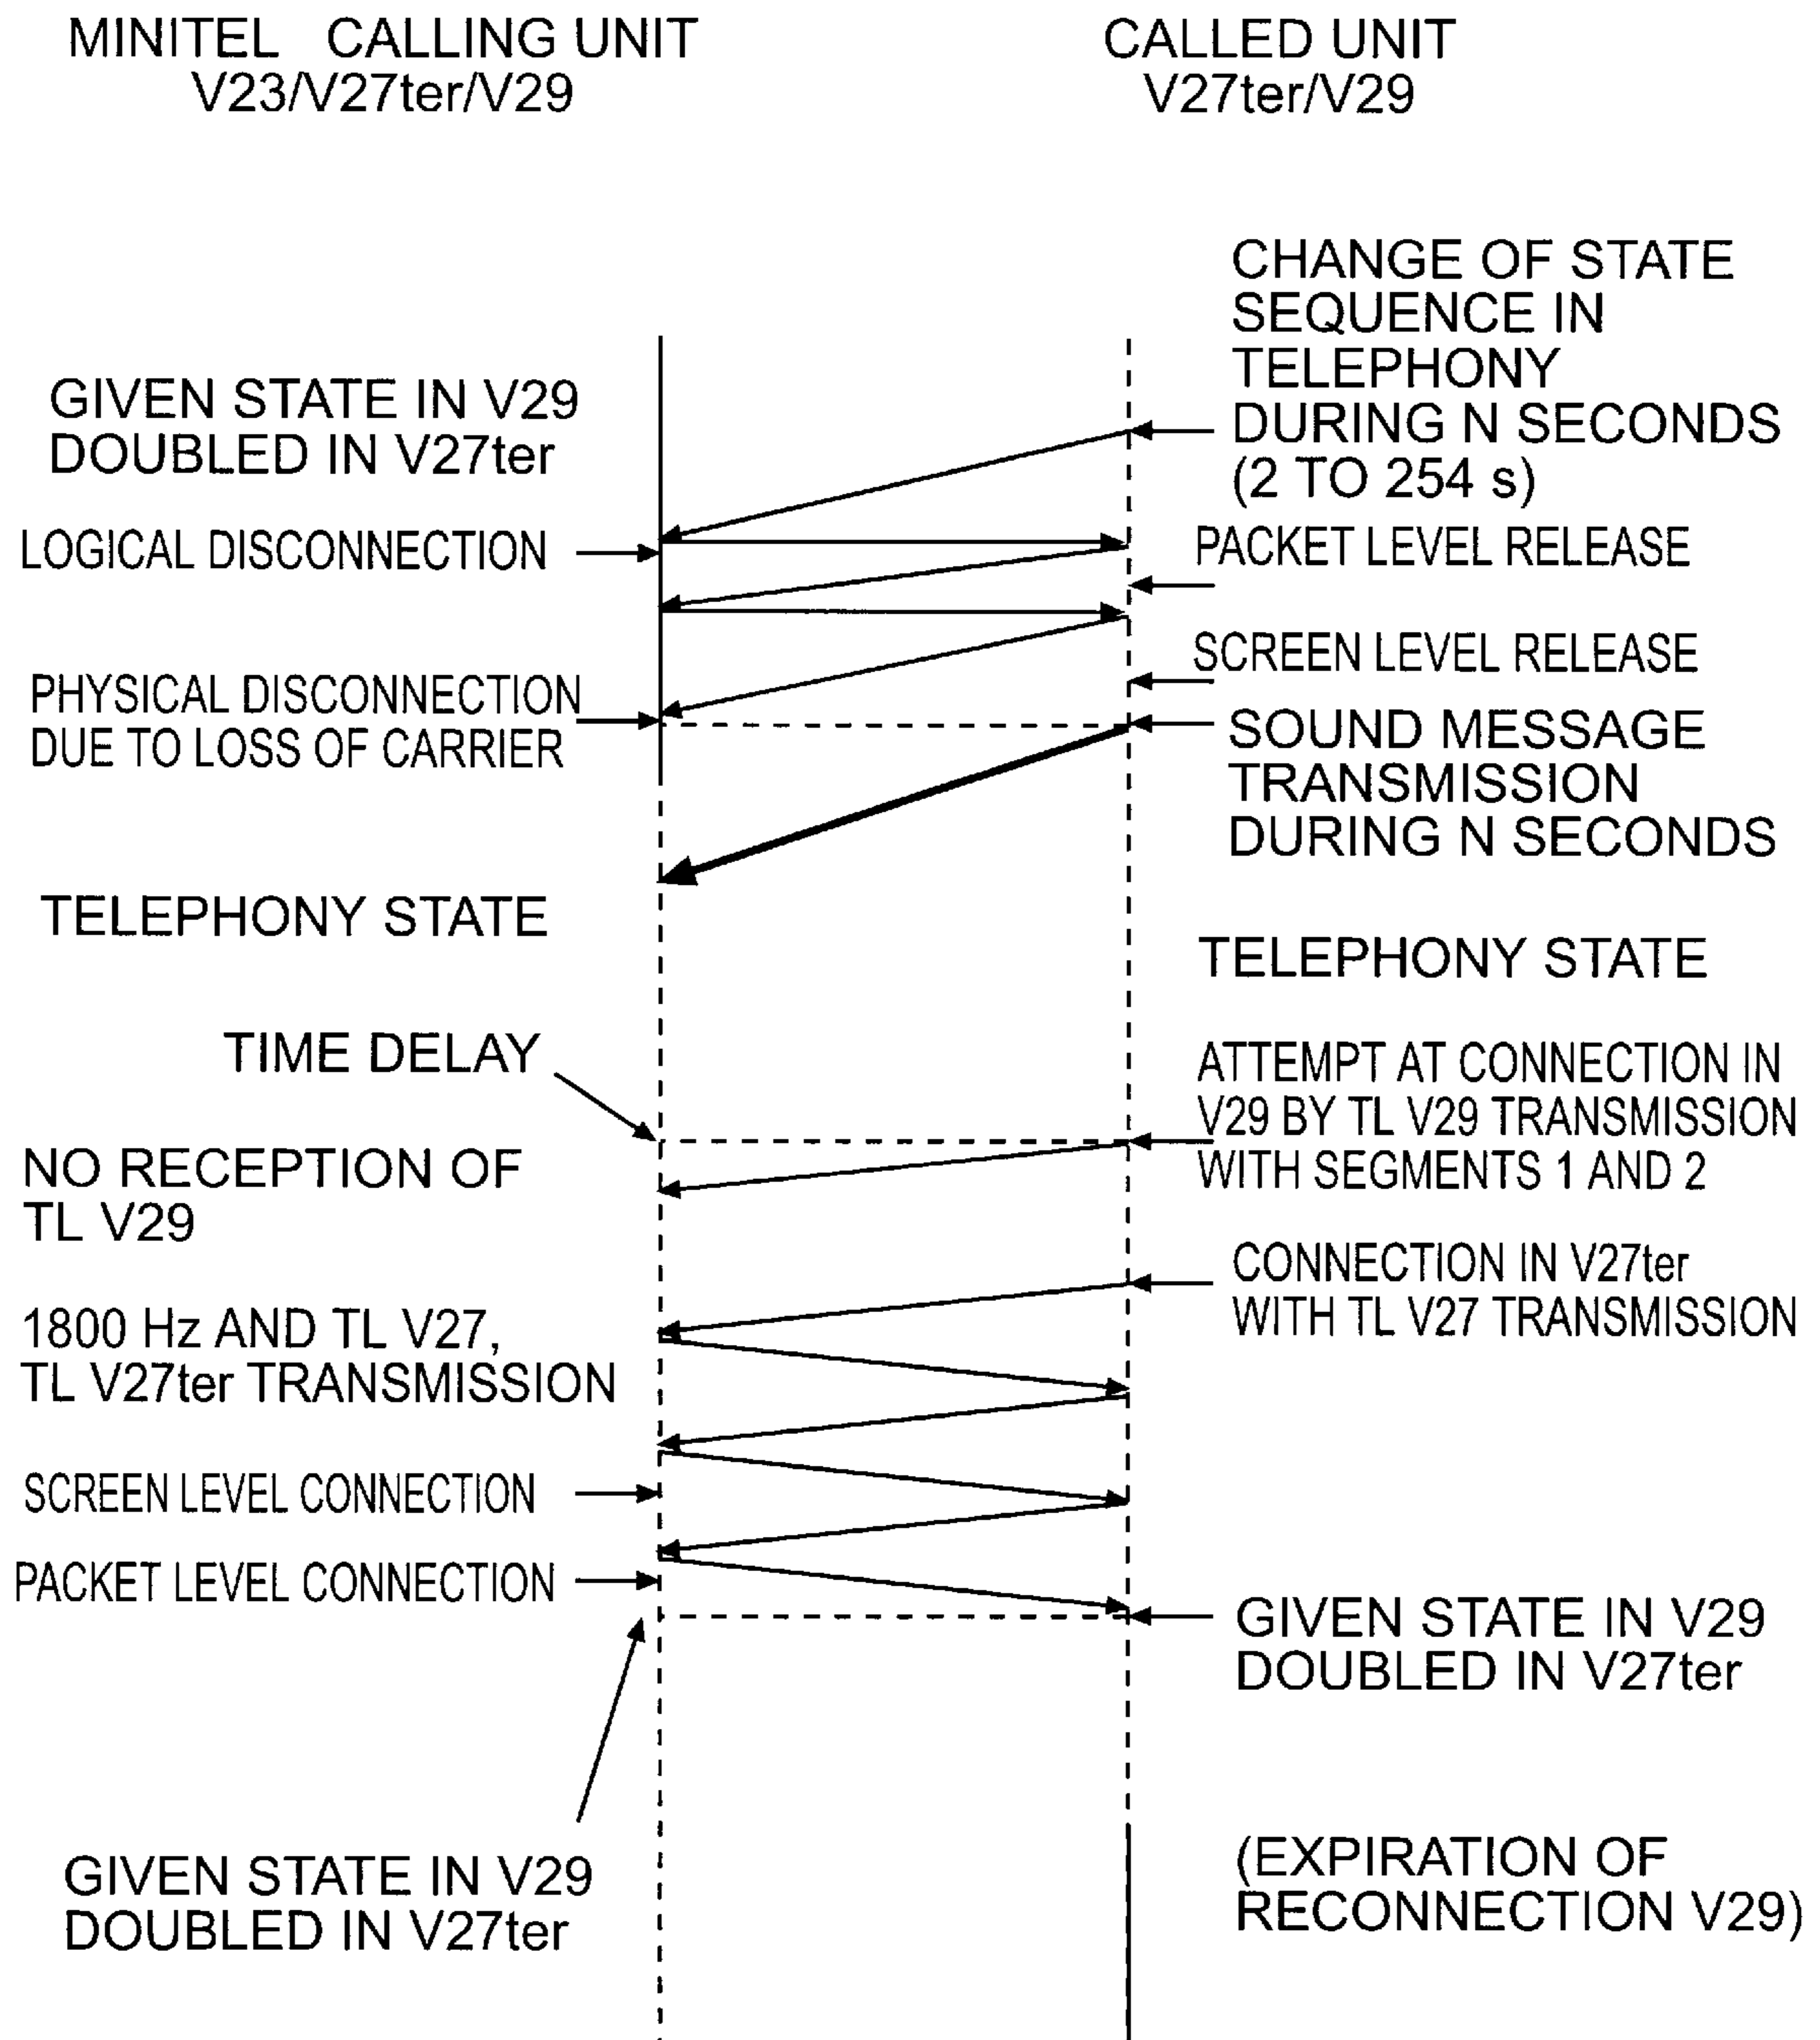 MINITEL CALLING UNIT
V23/V27ter/V29
CALLED UNIT
V27ter/V29
CHANGE OF STATE
SEQUENCE IN
TELEPHONY
DURING N SECONDS
(2 TO 254 s)
GIVEN STATE IN V29
DOUBLED IN V27ter
LOGICAL DISCONNECTION
PACKET LEVEL RELEASE
SCREEN LEVEL RELEASE
PHYSICAL DISCONNECTION
DUE TO LOSS OF CARRIER
SOUND MESSAGE
TRANSMISSION
DURING N SECONDS
TELEPHONY STATE
TELEPHONY STATE
TIME DELAY
ATTEMPT AT CONNECTION IN
V29 BY TL V29 TRANSMISSION
WITH SEGMENTS 1 AND 2
NO RECEPTION OF
TL V29
CONNECTION IN V27ter
WITH TL V27 TRANSMISSION
1800 Hz AND TL V27,
TL V27ter TRANSMISSION
SCREEN LEVEL CONNECTION
PACKET LEVEL CONNECTION
GIVEN STATE IN V29
DOUBLED IN V27ter
GIVEN STATE IN V29
DOUBLED IN V27ter
(EXPIRATION OF
RECONNECTION V29)